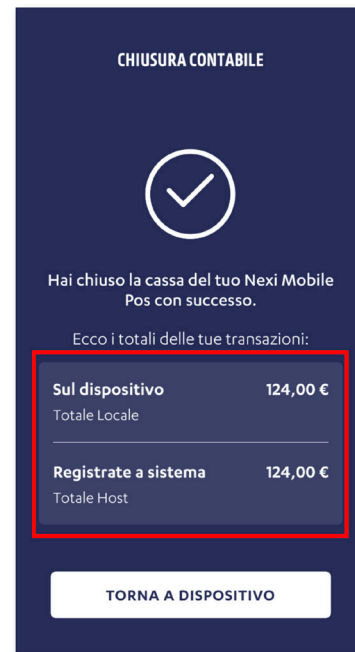 CHIUSURA CONTABILE
Hai chiuso la cassa del tuo Nexi Mobile
Pos con successo.
Ecco i totali delle tue transazioni:
Sul dispositivo 124,00 €
Totale Locale
Registrate a sistema 124,00 €
Totale Host
TORNA A DISPOSITIVO